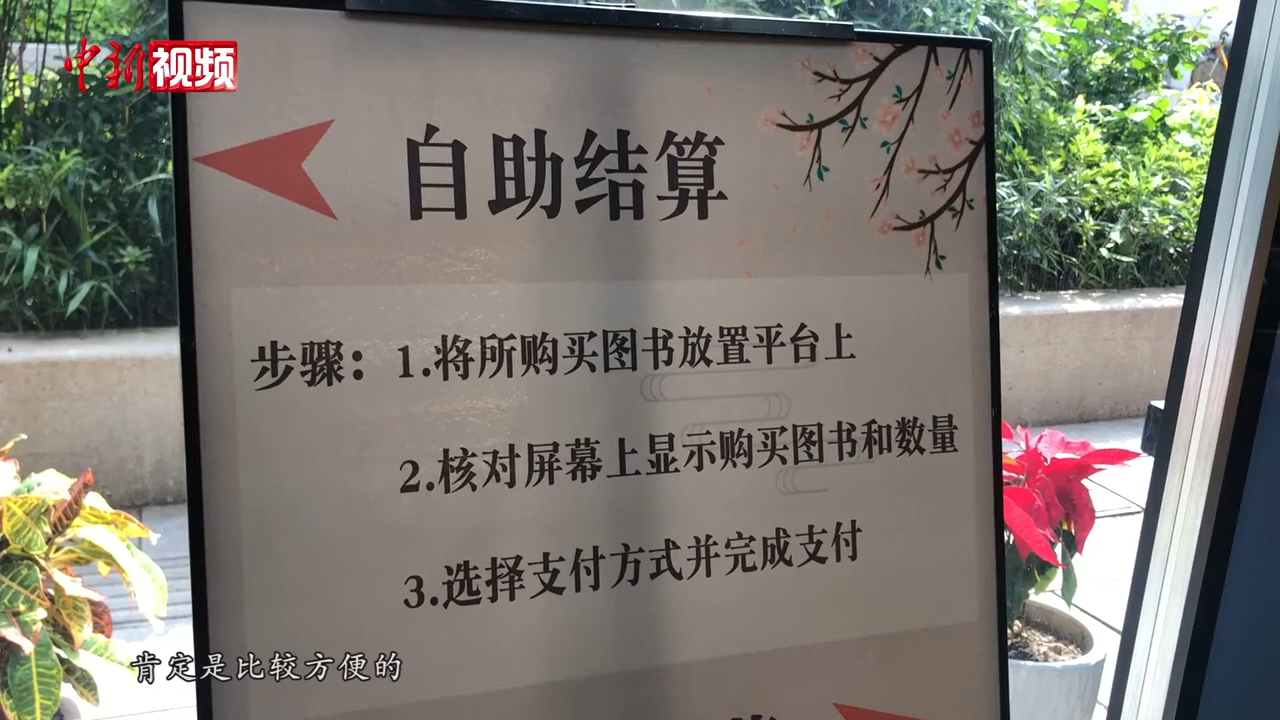 中新视频
自助结算
步骤：1.将所购买图书放置平台上
2.核对屏幕上显示购买图书和数量
3.选择支付方式并完成支付
肯定是比较方便的